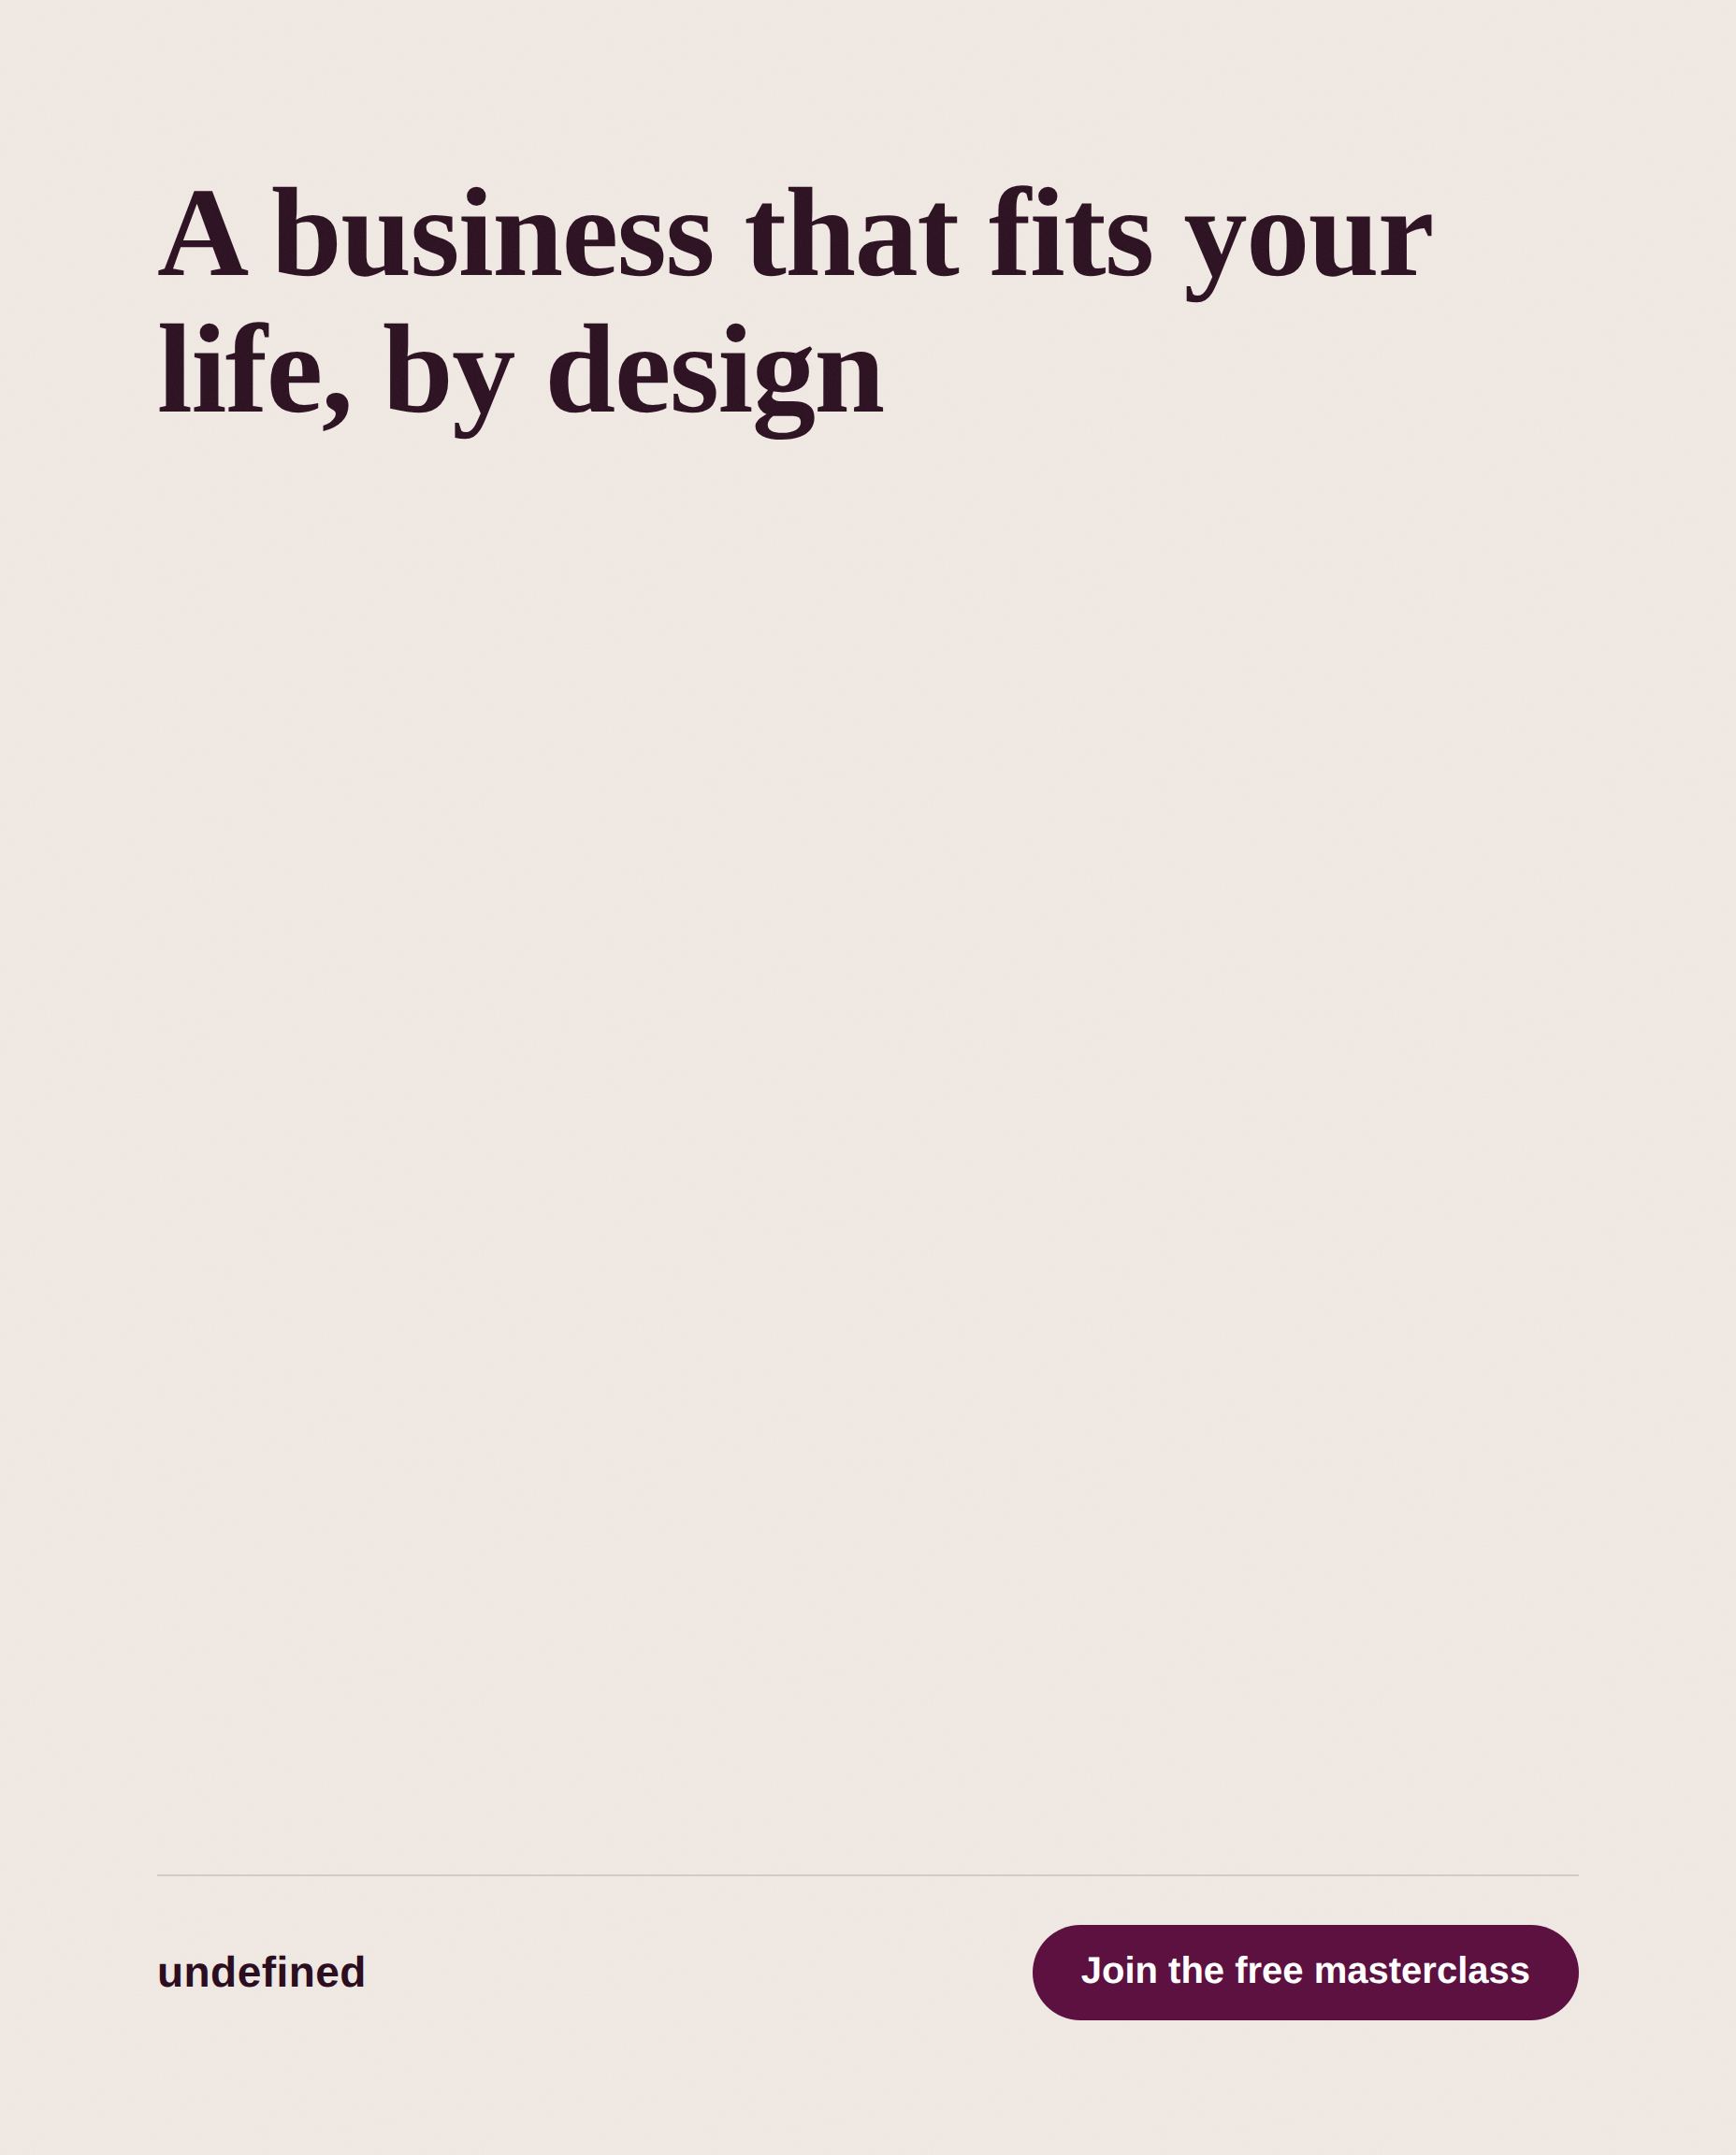 A business that fits your
life, by design
undefined
Join the free masterclass